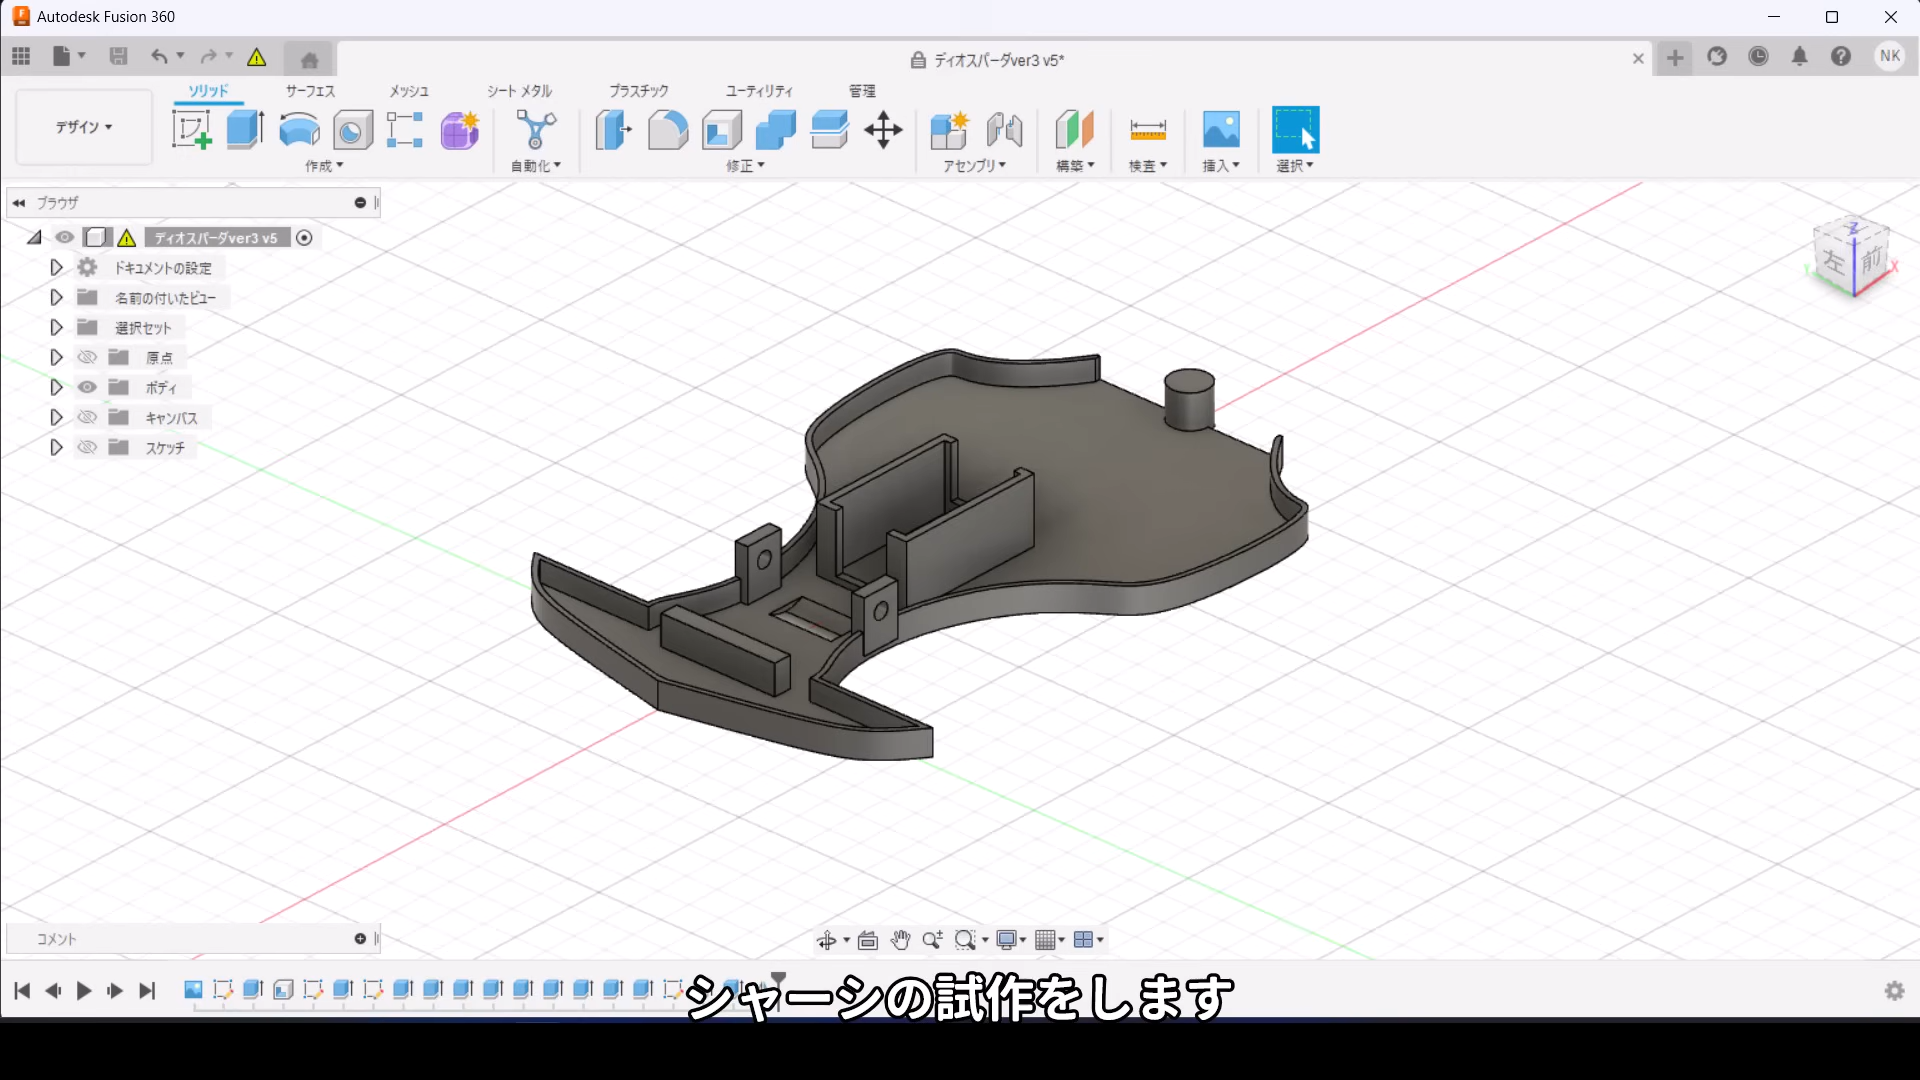 Autodesk Fusion 360
ディオスパーダver3 v5*
NK
デザイン
ソリッド
サーフェス
メッシュ
シート メタル
プラスチック
ユーティリティ
管理
作成
自動化
修正
アセンブリ
構築
検査
挿入
選択
ブラウザ
ディオスパーダver3 v5
ドキュメントの設定
名前の付いたビュー
選択セット
原点
ボディ
キャンバス
スケッチ
Z
左
前
X
Y
コメント
シャーシの試作をします